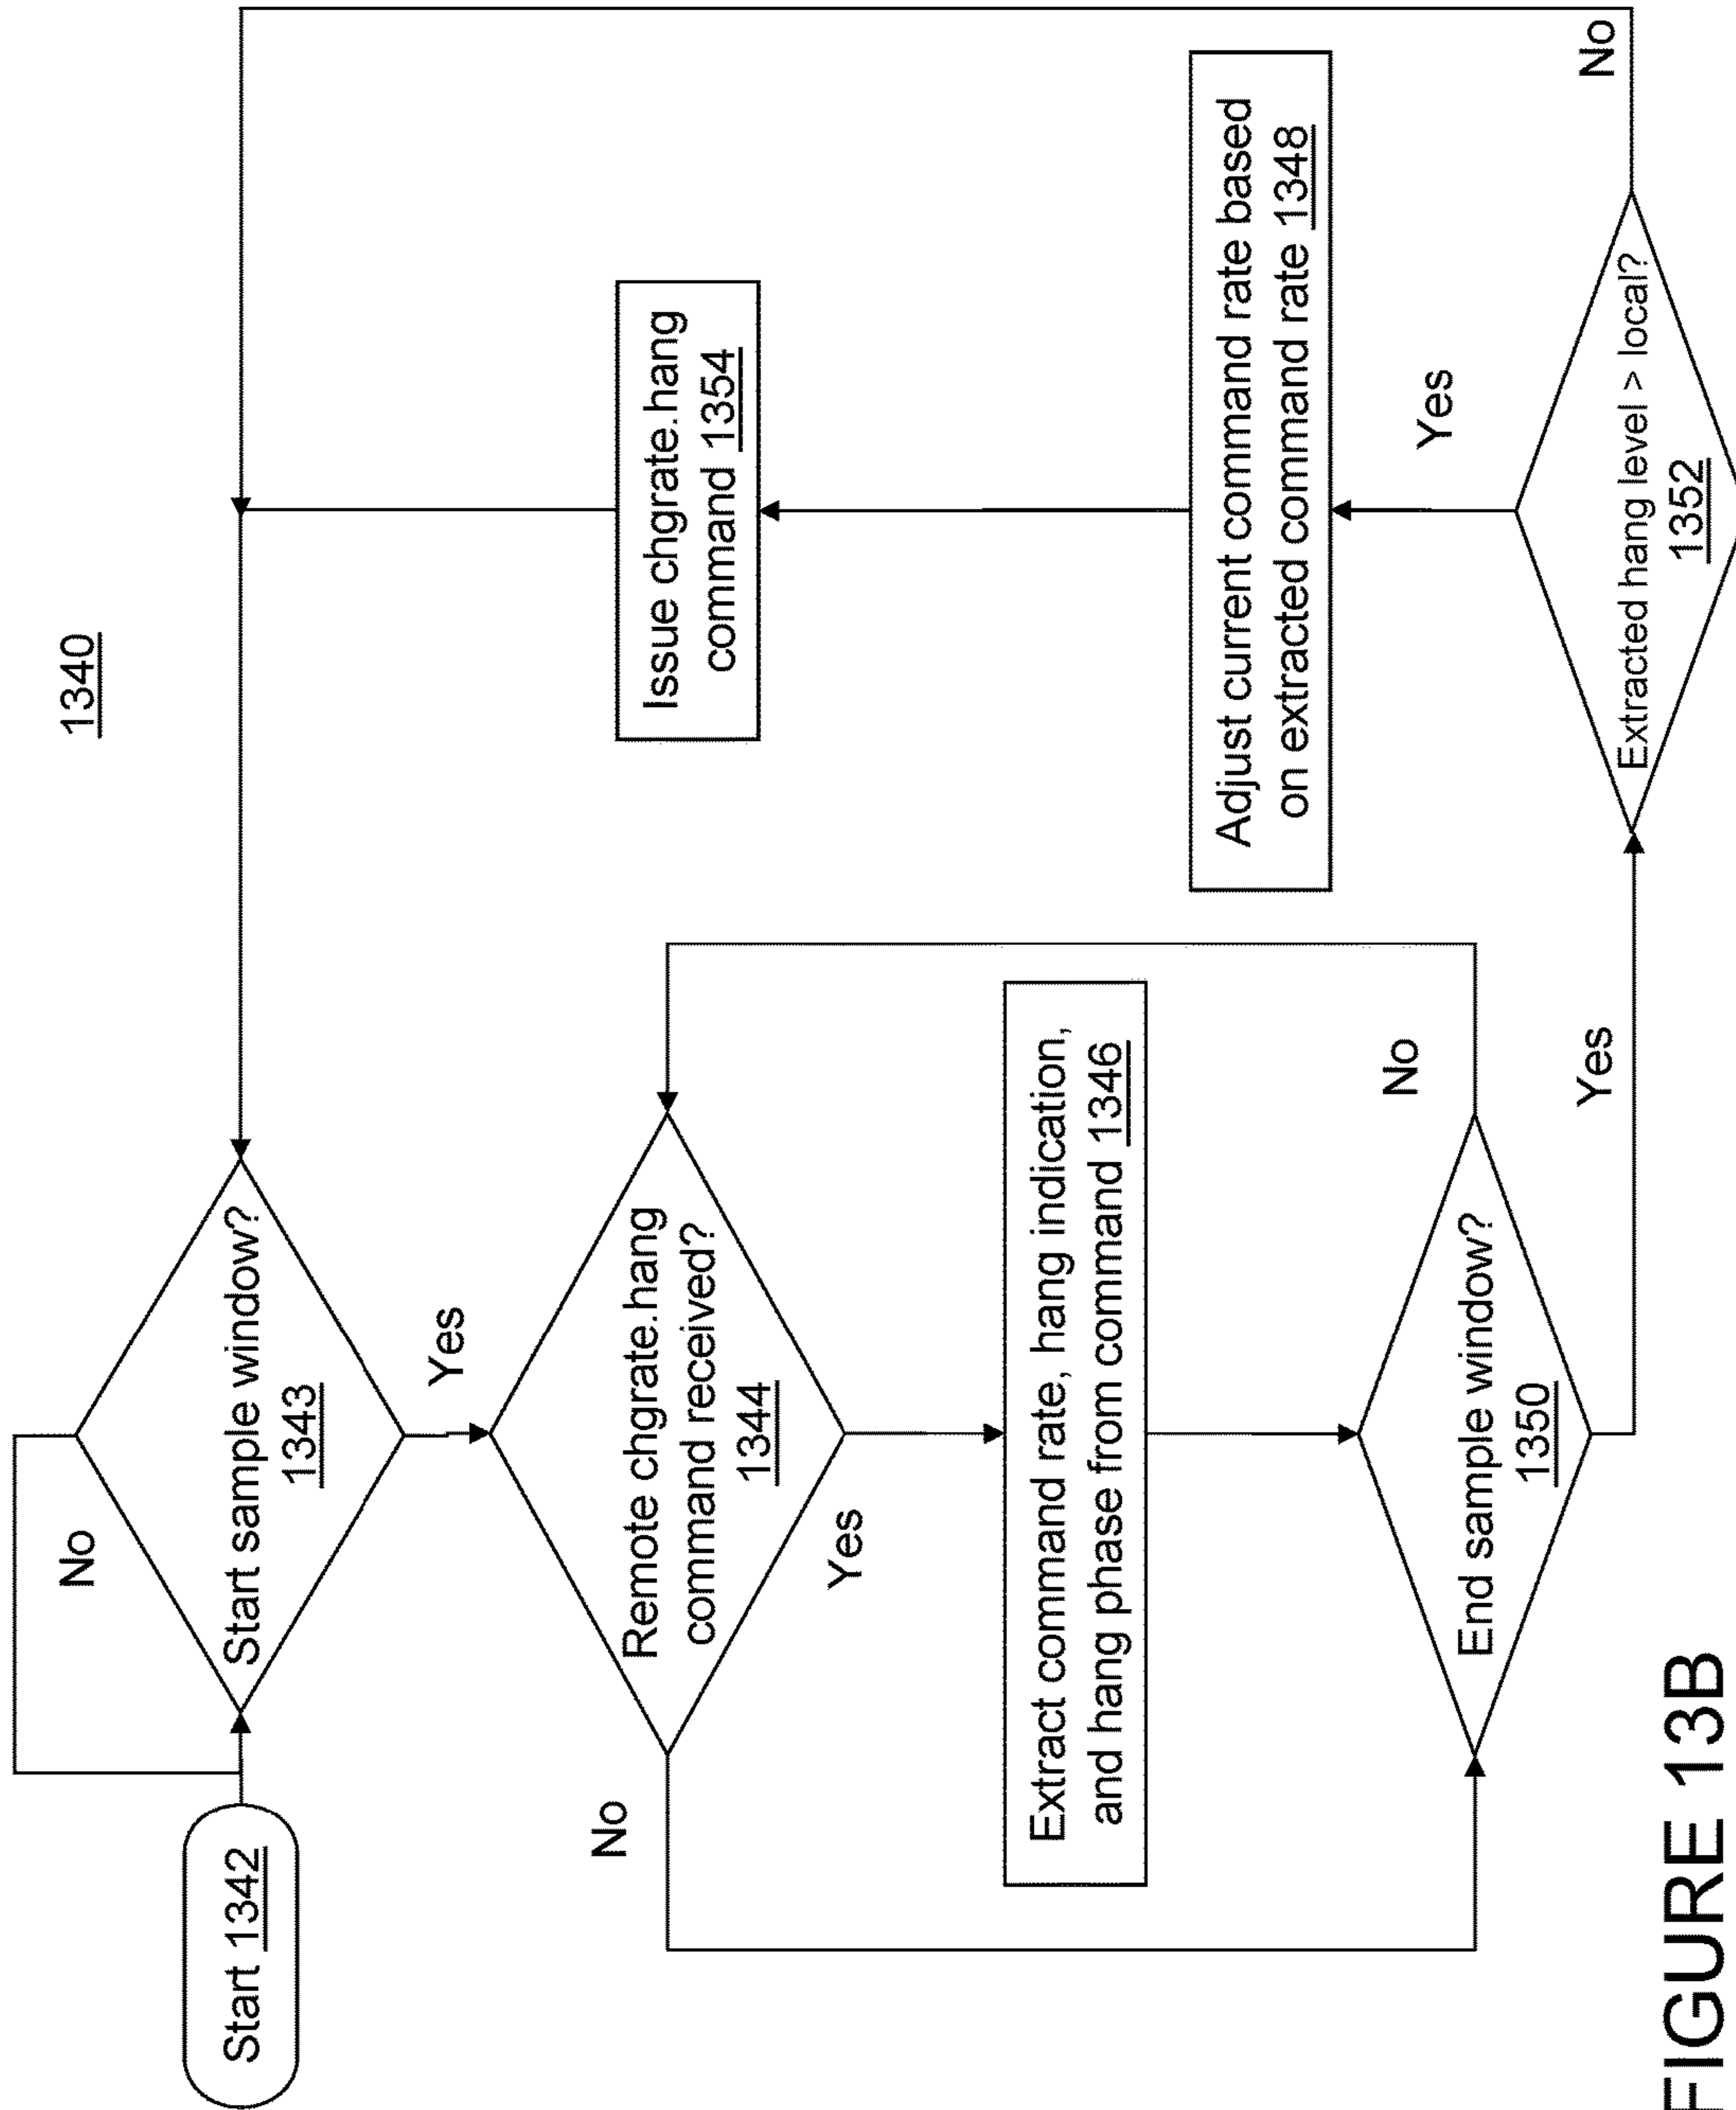 1340
Start 1342
No
Start sample window?
1343
Yes
Remote chgrate.hang
command received?
1344
No
Yes
Extract command rate, hang indication,
and hang phase from command 1346
End sample window?
1350
No
Yes
Extracted hang level > local?
1352
No
Yes
Adjust current command rate based
on extracted command rate 1348
Issue chgrate.hang
command 1354
FIGURE 13B